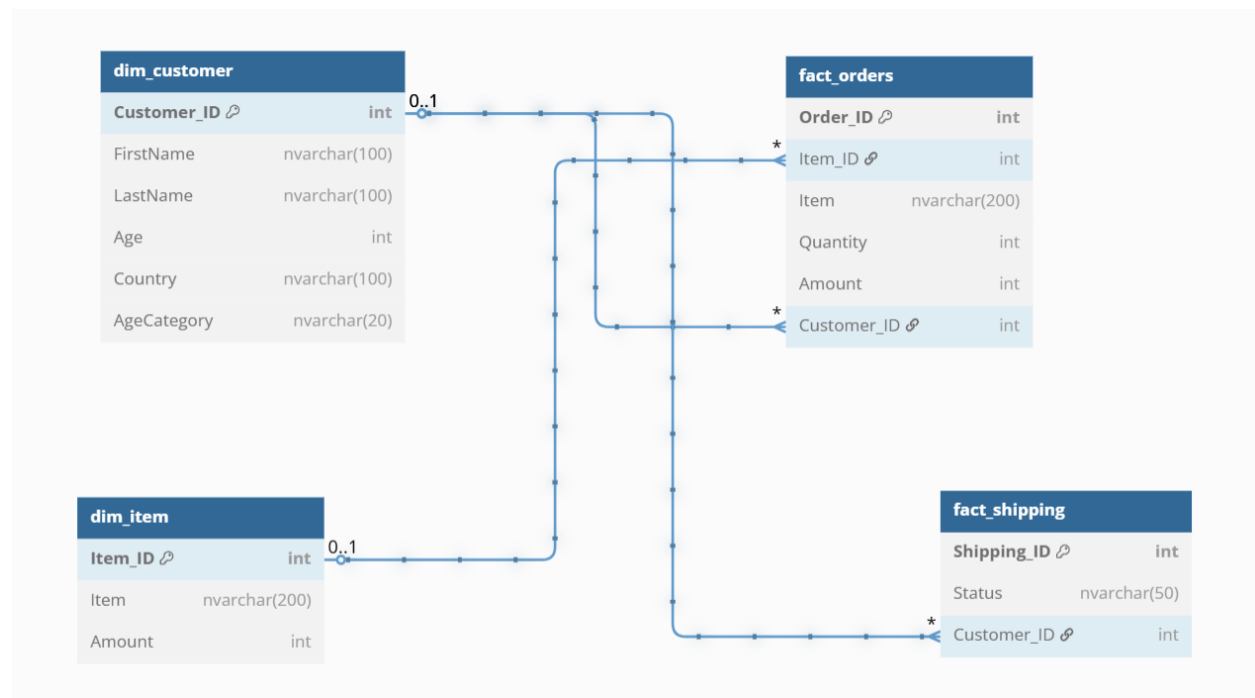 dim_customer
Customer_ID int
FirstName nvarchar(100)
LastName nvarchar(100)
Age int
Country nvarchar(100)
AgeCategory nvarchar(20)
0..1
fact_orders
Order_ID int
* Item_ID int
Item nvarchar(200)
Quantity int
Amount int
* Customer_ID int
dim_item
Item_ID int
Item nvarchar(200)
Amount int
0..1
fact_shipping
Shipping_ID int
Status nvarchar(50)
* Customer_ID int